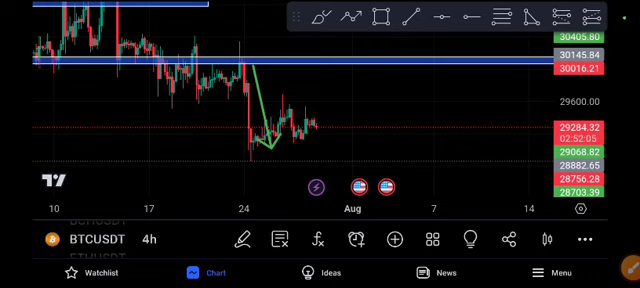 30405.80
30145.84
30016.21
29600.00
29284.32
02:52:05
29068.82
28882.65
28756.28
28703.39
10 17 24 Aug 7 14
BTCUSDT 4h
ETHUSDT
Watchlist Chart Ideas News Menu